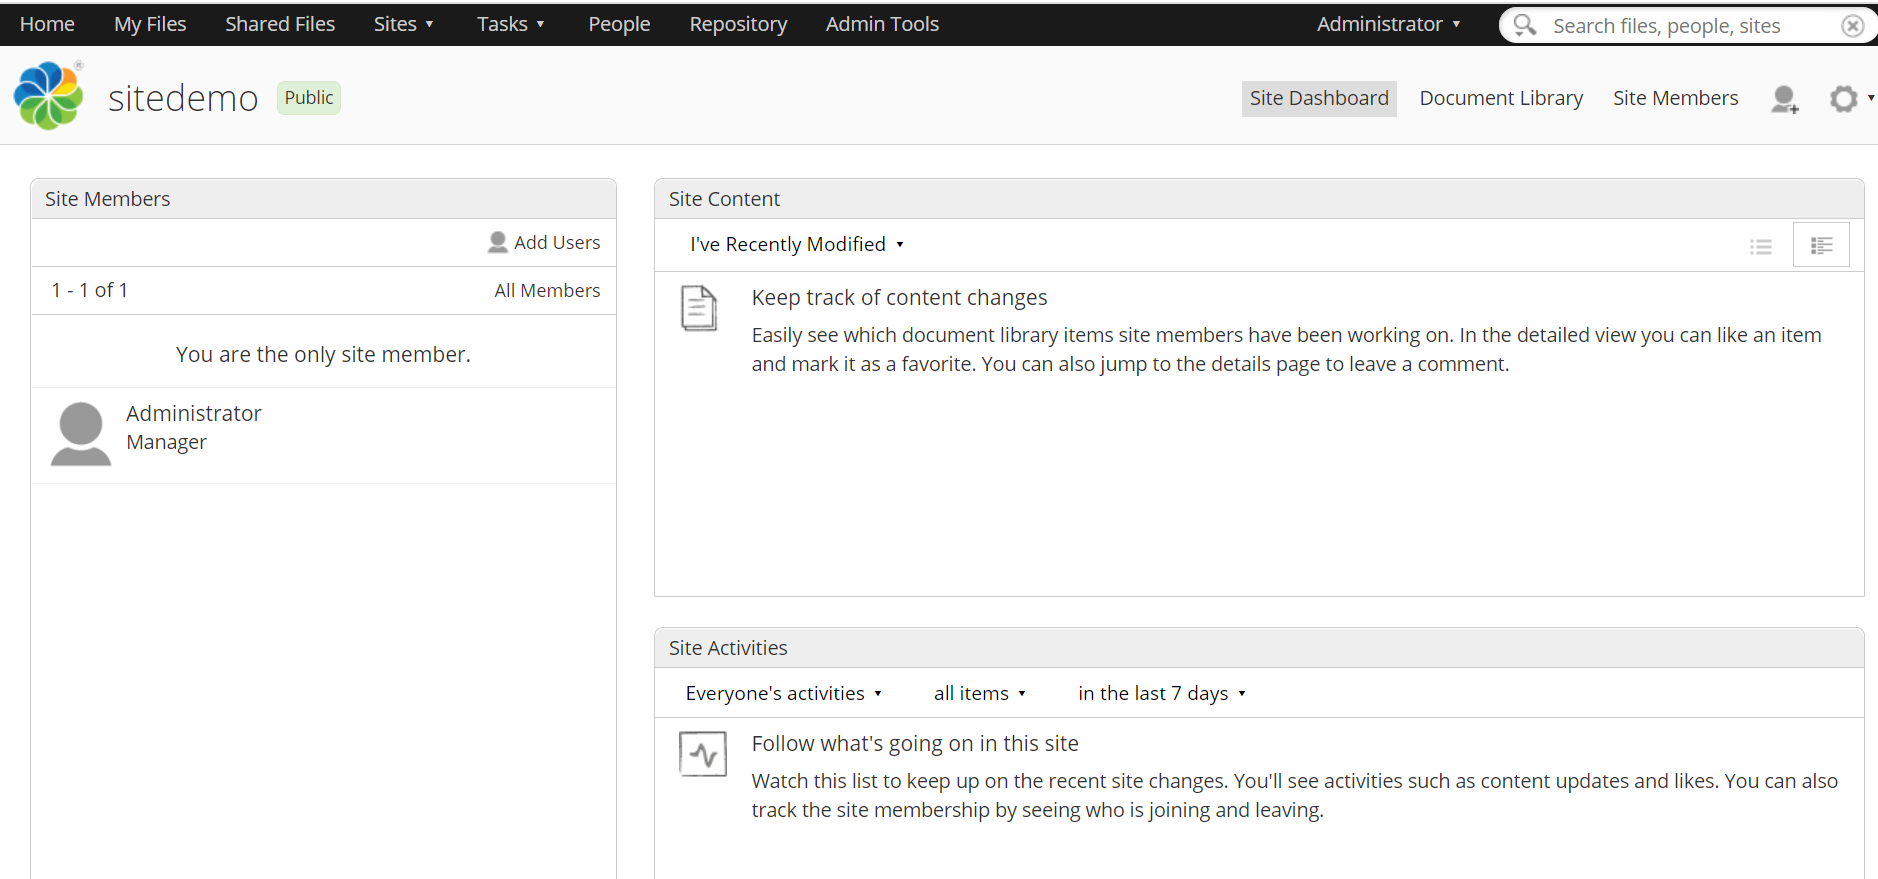 Home My Files Shared Files Sites Tasks People Repository Admin Tools Administrator Search files, people, sites
sitedemo Public Site Dashboard Document Library Site Members
Site Members
Add Users
1 - 1 of 1 All Members
You are the only site member.
Administrator
Manager
Site Content
I've Recently Modified
Keep track of content changes
Easily see which document library items site members have been working on. In the detailed view you can like an item
and mark it as a favorite. You can also jump to the details page to leave a comment.
Site Activities
Everyone's activities all items in the last 7 days
Follow what's going on in this site
Watch this list to keep up on the recent site changes. You'll see activities such as content updates and likes. You can also
track the site membership by seeing who is joining and leaving.